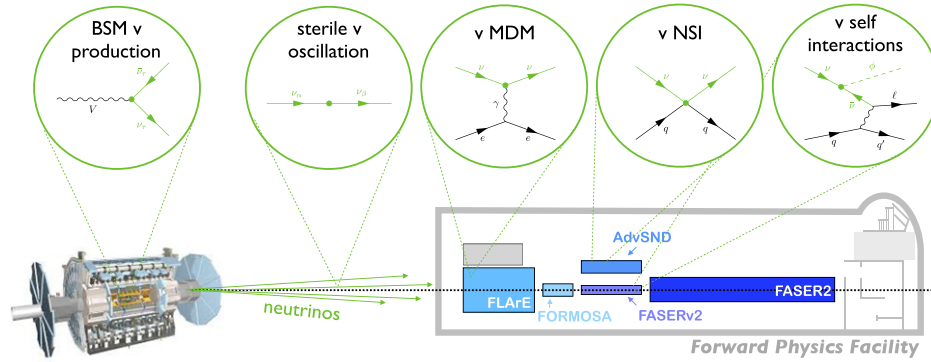 BSM ν
production
ν̄τ
V
ντ
sterile ν
oscillation
να
νβ
ν MDM
ν
ν
γ
e
e
ν NSI
ν
ν
q
q
ν self
interactions
ν
ϕ
ν̄
ℓ
q
q′
neutrinos
AdvSND
FLArE
FORMOSA
FASERν2
FASER2
Forward Physics Facility